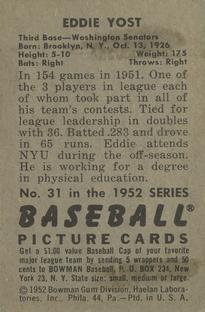 EDDIE YOST
Third Base—Washington Senators
Born: Brooklyn, N. Y., Oct. 13, 1926
Height: 5-10 Weight: 175
Bats: Right Throws: Right
In 154 games in 1951. One of
the 3 players in league each
of whom took part in all of
his team's contests. Tied for
league leadership in doubles
with 36. Batted .283 and drove
in 65 runs. Eddie attends
NYU during the off-season.
He is working for a degree
in physical education.
No. 31 in the 1952 SERIES
BASEBALL®
PICTURE CARDS
Get a $1.00 value Baseball Cap of your favorite
major league team by sending 5 wrappers and 50
cents to BOWMAN Baseball, P. O. BOX 234, New
York 23, N. Y. State size: small, medium, or large.
©1952 Bowman Gum Division, Haelan Labora-
tories, Inc., Phila. 44, Pa.—Ptd. in U. S. A.